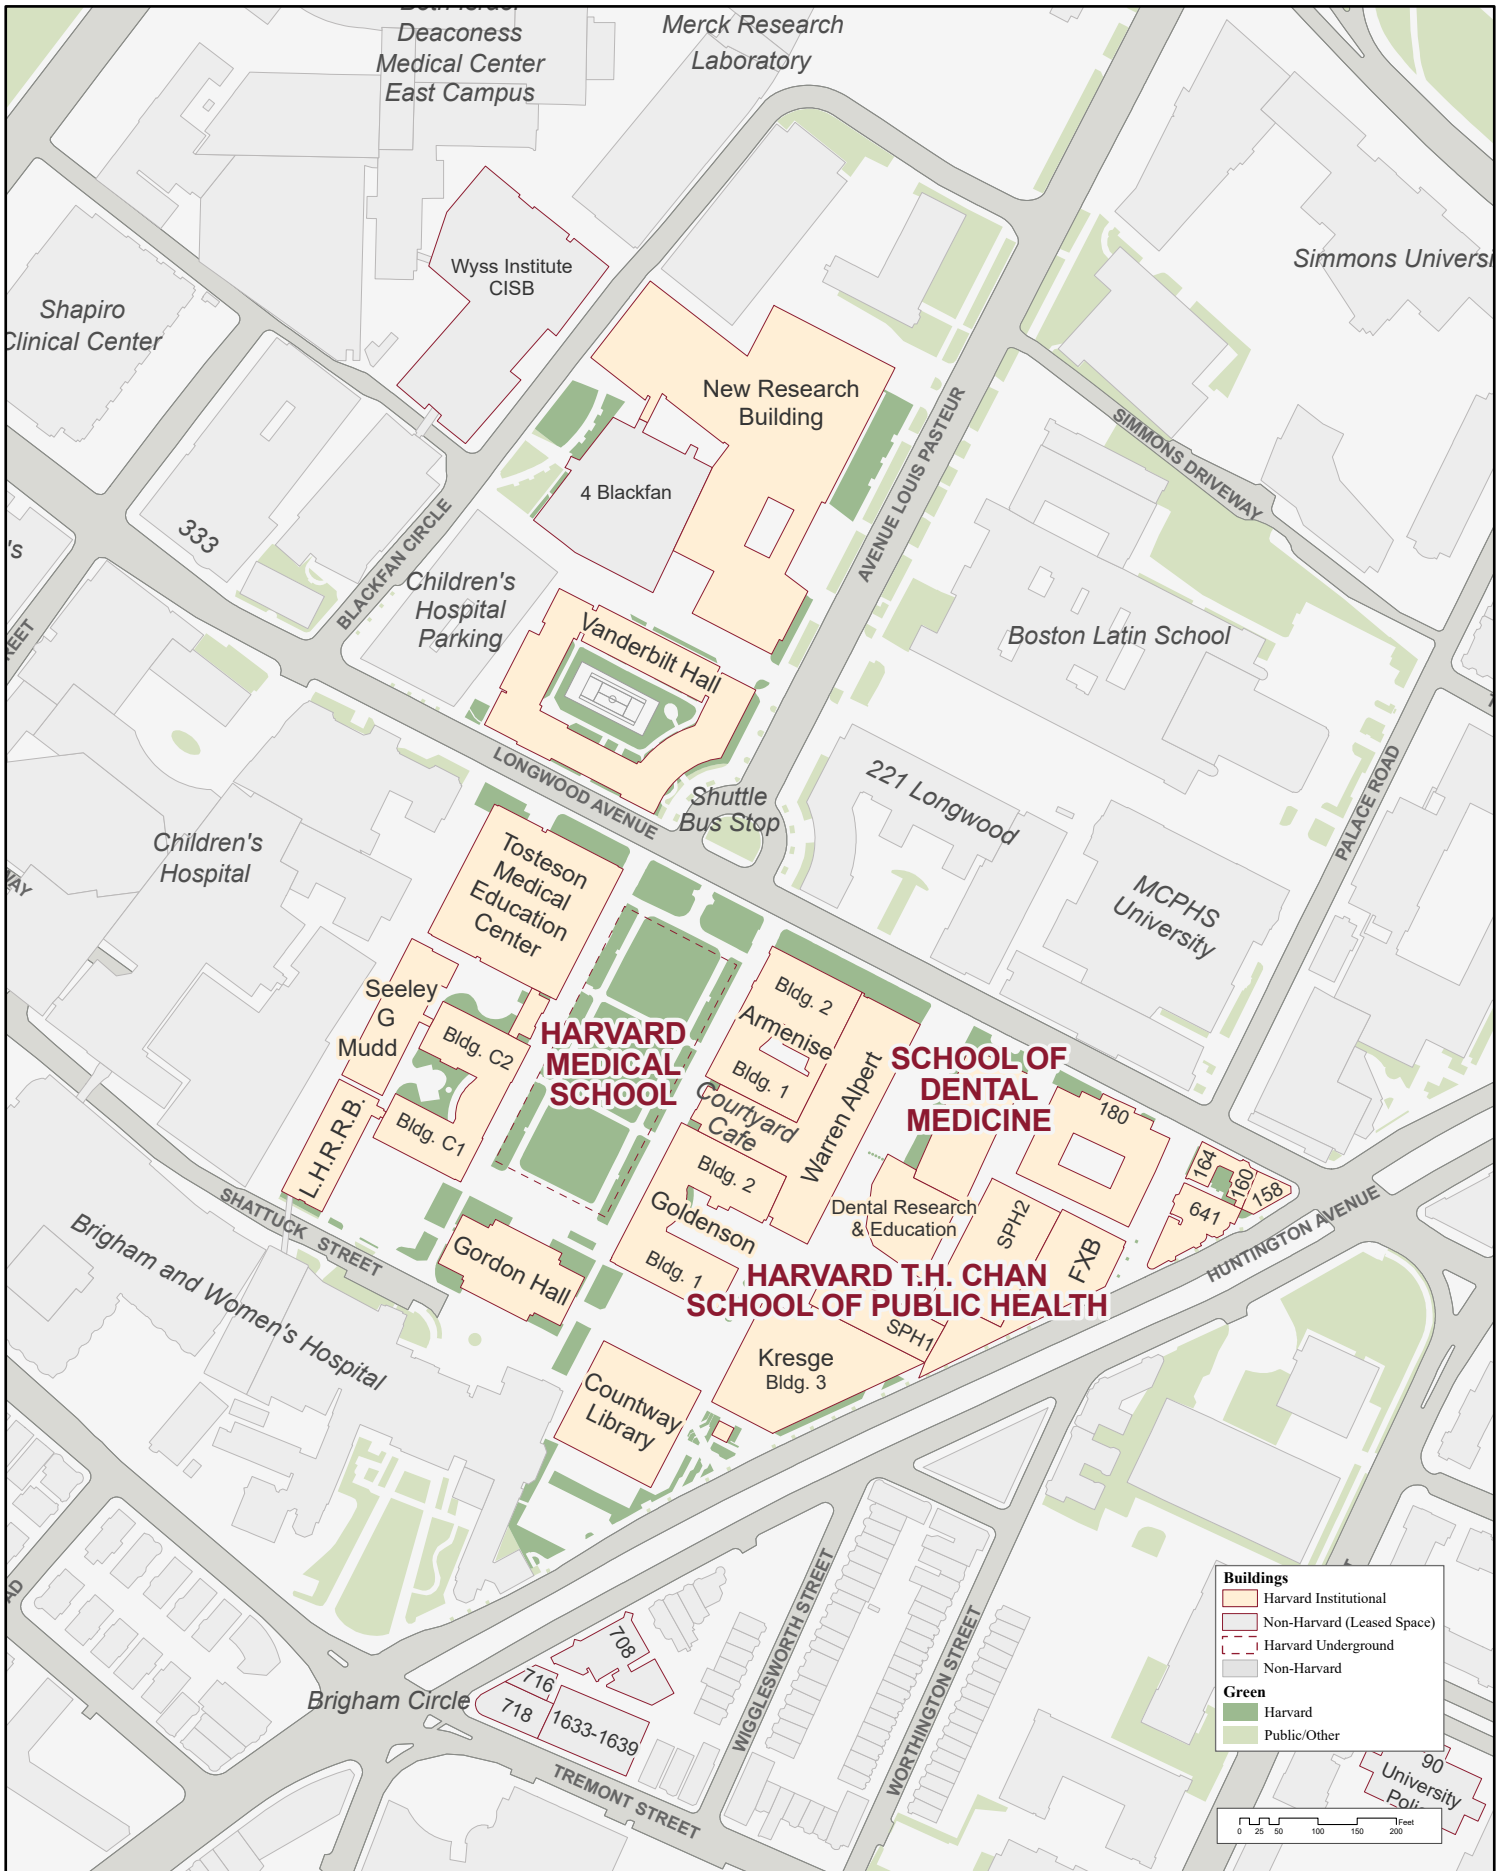 Deaconess
Medical Center
East Campus
Merck Research
Laboratory
Wyss Institute
CISB
Shapiro
Clinical Center
Simmons
New Research
Building
4 Blackfan
AVENUE LOUIS PASTEUR
SIMMONS DRIVEWAY
333
BLACKFAN CIRCLE
Children's
Hospital
Parking
Vanderbilt Hall
Boston Latin School
LONGWOOD AVENUE
Shuttle
Bus Stop
221 Longwood
PALACE ROAD
Children's
Hospital
Tosteson
Medical
Education
Center
MCPHS
University
Seeley
G
Mudd
Bldg. C2
Bldg. C1
L.H.R.R.B.
HARVARD
MEDICAL
SCHOOL
Bldg. 2
Armenise
Bldg. 1
Courtyard
Cafe
Warren Alpert
SCHOOL OF
DENTAL
MEDICINE
180
164
160
158
641
Bldg. 2
Goldenson
Bldg. 1
Dental Research
& Education
SPH2
FXB
HARVARD T.H. CHAN
SCHOOL OF PUBLIC HEALTH
SPH1
Kresge
Bldg. 3
SHATTUCK STREET
Brigham and Women's Hospital
Gordon Hall
Countway
Library
HUNTINGTON AVENUE
WIGGLESWORTH STREET
WORTHINGTON STREET
708
716
718
1633-1639
Brigham Circle
TREMONT STREET
Buildings
Harvard Institutional
Non-Harvard (Leased Space)
Harvard Underground
Non-Harvard
Green
Harvard
Public/Other
90
University
Feet
0 25 50 100 150 200